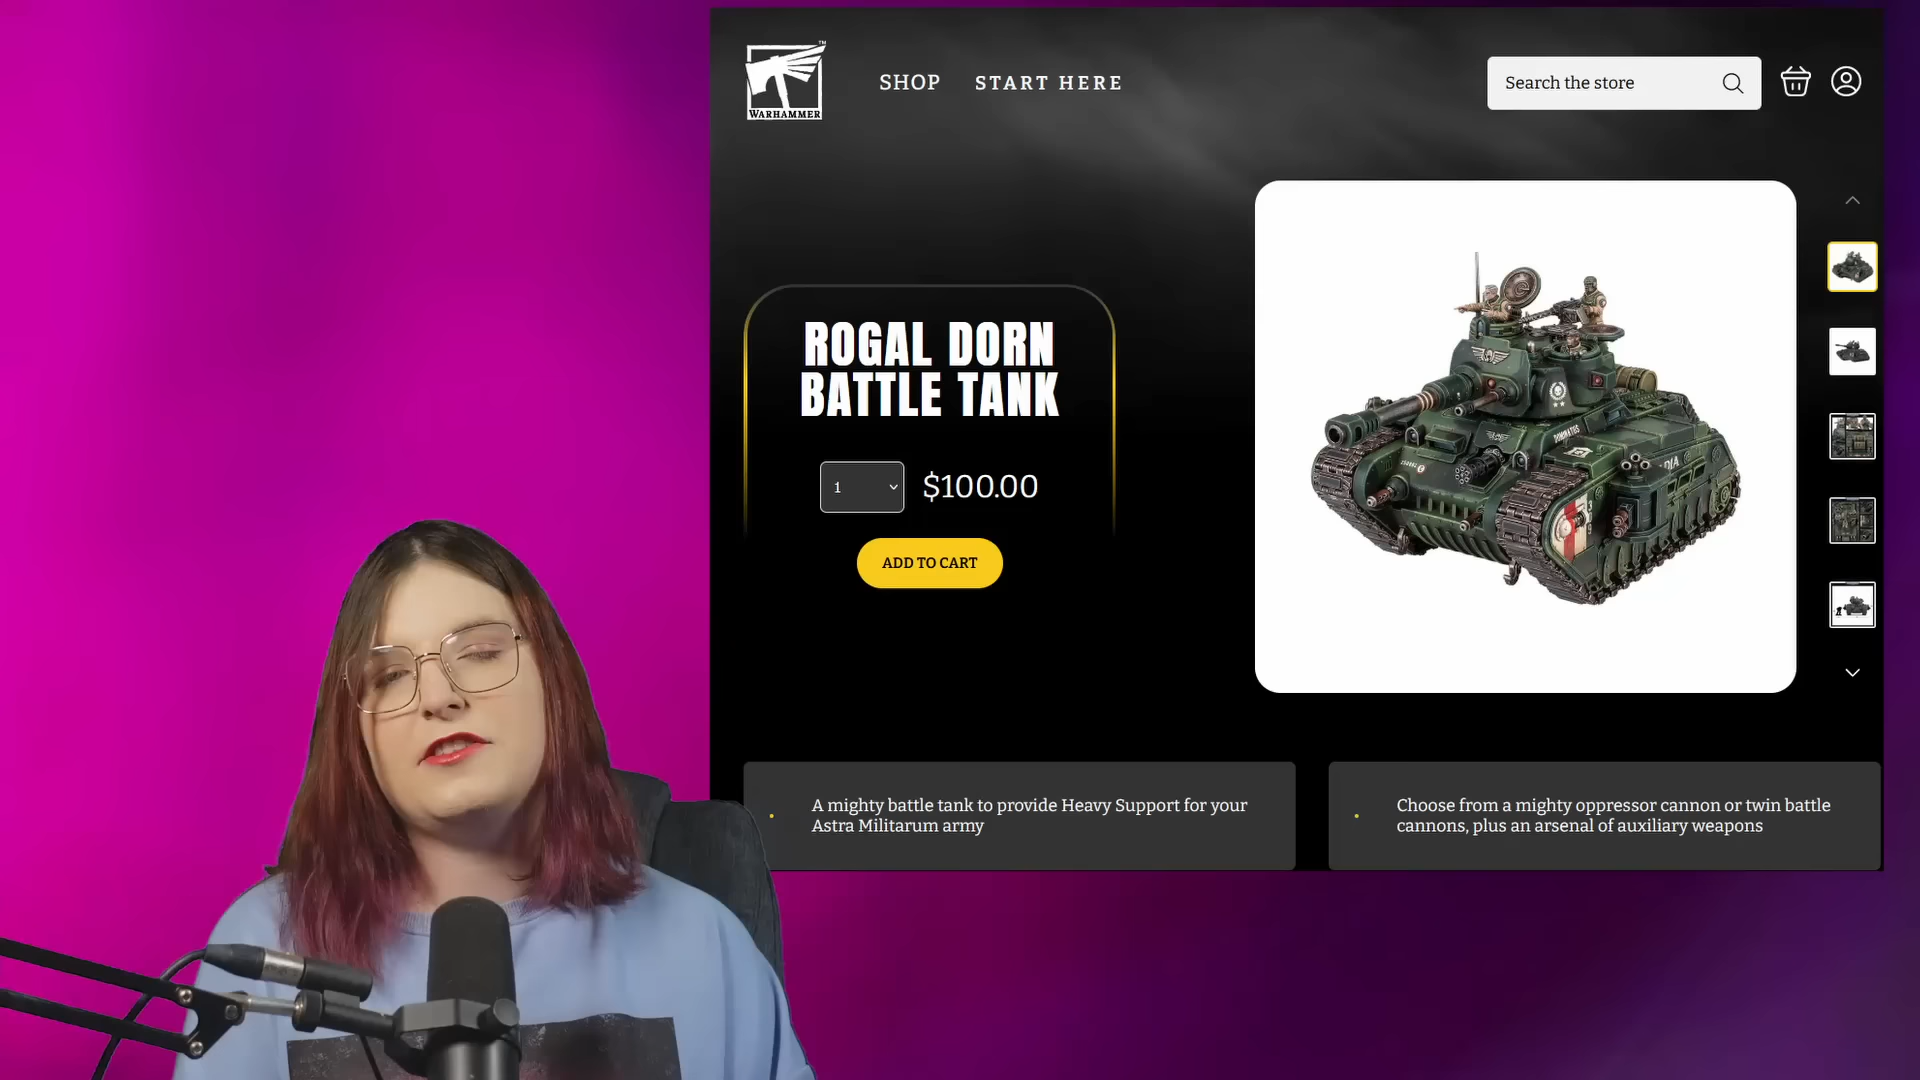 WARHAMMER
TM
SHOP
START HERE
Search the store
ROGAL DORN
BATTLE TANK
1
$100.00
ADD TO CART
DOMINATUS
A mighty battle tank to provide Heavy Support for your
Astra Militarum army
Choose from a mighty oppressor cannon or twin battle
cannons, plus an arsenal of auxiliary weapons